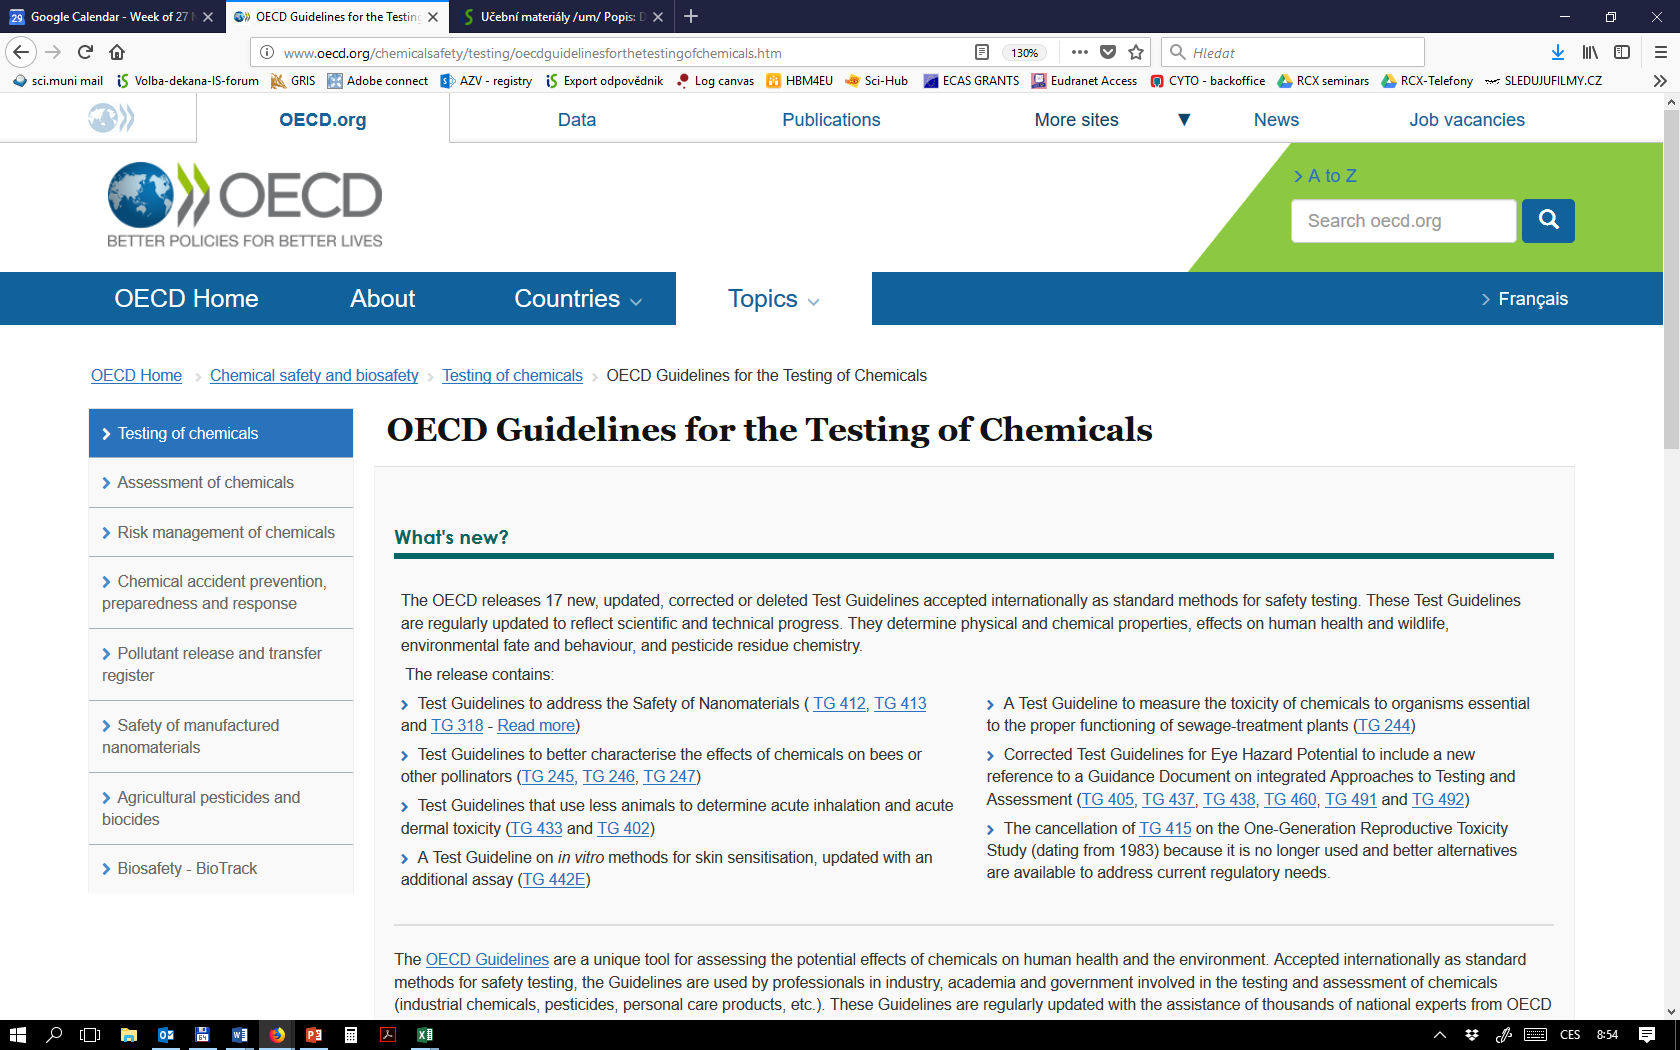 Google Calendar - Week of 27
OECD Guidelines for the Testing
Učební materiály /um/ Popis: D
www.oecd.org/chemicalsafety/testing/oecdguidelinesforthetestingofchemicals.htm
130%
Hledat
sci.muni mail
Volba-dekana-IS-forum
GRIS
Adobe connect
AZV - registry
Export odpovědník
Log canvas
HBM4EU
Sci-Hub
ECAS GRANTS
Eudranet Access
CYTO - backoffice
RCX seminars
RCX-Telefony
SLEDUJUFILMY.CZ
OECD.org
Data
Publications
More sites ▼
News
Job vacancies
OECD
BETTER POLICIES FOR BETTER LIVES
A to Z
Search oecd.org
OECD Home
About
Countries
Topics
Français
OECD Home › Chemical safety and biosafety › Testing of chemicals › OECD Guidelines for the Testing of Chemicals
Testing of chemicals
Assessment of chemicals
Risk management of chemicals
Chemical accident prevention,
preparedness and response
Pollutant release and transfer
register
Safety of manufactured
nanomaterials
Agricultural pesticides and
biocides
Biosafety - BioTrack
OECD Guidelines for the Testing of Chemicals
What's new?
The OECD releases 17 new, updated, corrected or deleted Test Guidelines accepted internationally as standard methods for safety testing. These Test Guidelines
are regularly updated to reflect scientific and technical progress. They determine physical and chemical properties, effects on human health and wildlife,
environmental fate and behaviour, and pesticide residue chemistry.
The release contains:
Test Guidelines to address the Safety of Nanomaterials ( TG 412, TG 413
and TG 318 - Read more)
Test Guidelines to better characterise the effects of chemicals on bees or
other pollinators (TG 245, TG 246, TG 247)
Test Guidelines that use less animals to determine acute inhalation and acute
dermal toxicity (TG 433 and TG 402)
A Test Guideline on in vitro methods for skin sensitisation, updated with an
additional assay (TG 442E)
A Test Guideline to measure the toxicity of chemicals to organisms essential
to the proper functioning of sewage-treatment plants (TG 244)
Corrected Test Guidelines for Eye Hazard Potential to include a new
reference to a Guidance Document on integrated Approaches to Testing and
Assessment (TG 405, TG 437, TG 438, TG 460, TG 491 and TG 492)
The cancellation of TG 415 on the One-Generation Reproductive Toxicity
Study (dating from 1983) because it is no longer used and better alternatives
are available to address current regulatory needs.
The OECD Guidelines are a unique tool for assessing the potential effects of chemicals on human health and the environment. Accepted internationally as standard
methods for safety testing, the Guidelines are used by professionals in industry, academia and government involved in the testing and assessment of chemicals
(industrial chemicals, pesticides, personal care products, etc.). These Guidelines are regularly updated with the assistance of thousands of national experts from OECD
CES
8:54